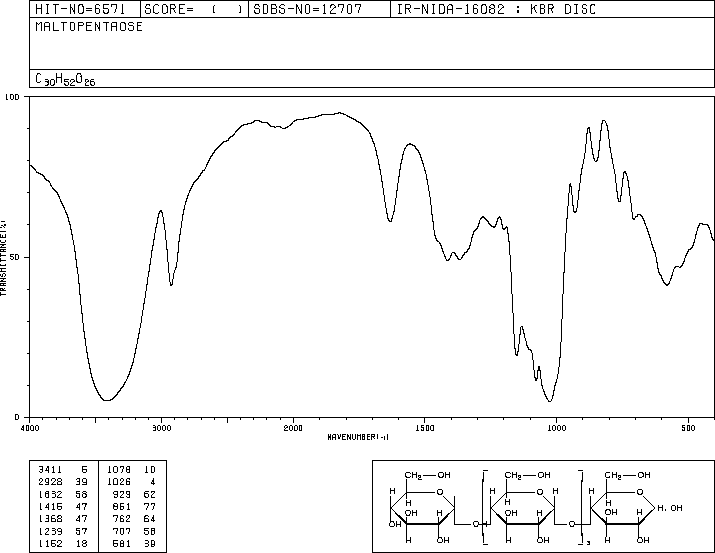 HIT-NO=6571 SCORE= ( ) SDBS-NO=12707 IR-NIDA-16082 : KBR DISC
MALTOPENTAOSE
C30H52O26
100
50
0
TRANSMITTANCE(%)
4000 3000 2000 1500 1000 500
WAVENUMBER(-1)
3411 5 1078 10
2928 39 1026 4
1632 58 929 62
1415 47 851 77
1368 47 762 64
1239 57 707 58
1152 18 581 39
CH2—OH CH2—OH CH2—OH
H O H H O H H O
H H H H, OH
OH H OH H OH H
OH O O
H OH H OH H OH 3